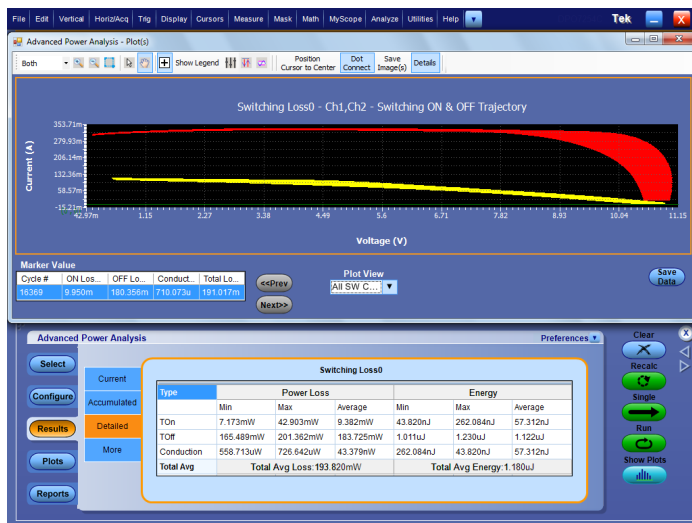 File Edit Vertical Horiz/Acq Trig Display Cursors Measure Mask Math MyScope Analyze Utilities Help Tek X
Advanced Power Analysis - Plot(s)
Both Show Legend Position Cursor to Center Dot Connect Save Image(s) Details
Switching Loss0 - Ch1,Ch2 - Switching ON & OFF Trajectory
Current (A)
353.71m
279.93m
206.14m
132.36m
58.57m
-15.21m
42.97m 1.15 2.27 3.38 4.49 5.6 6.71 7.82 8.93 10.04 11.15
Voltage (V)
Marker Value
Cycle # ON Los... OFF Lo... Conduct... Total Lo...
16369 9.950m 180.356m 710.073u 191.017m
<<Prev
Next>>
Plot View
All SW C...
Save Data
Advanced Power Analysis Preferences Clear X
Select
Configure
Results
Plots
Reports
Current
Accumulated
Detailed
More
Switching Loss0
Type Power Loss Energy
Min Max Average Min Max Average
TOn 7.173mW 42.903mW 9.382mW 43.820nJ 262.084nJ 57.312nJ
TOff 165.489mW 201.362mW 183.725mW 1.011uJ 1.230uJ 1.122uJ
Conduction 558.713uW 726.642uW 43.379nW 262.084nJ 43.820nJ 57.312nJ
Total Avg Total Avg Loss:193.820mW Total Avg Energy:1.180uJ
Recalc
Single
Run
Show Plots